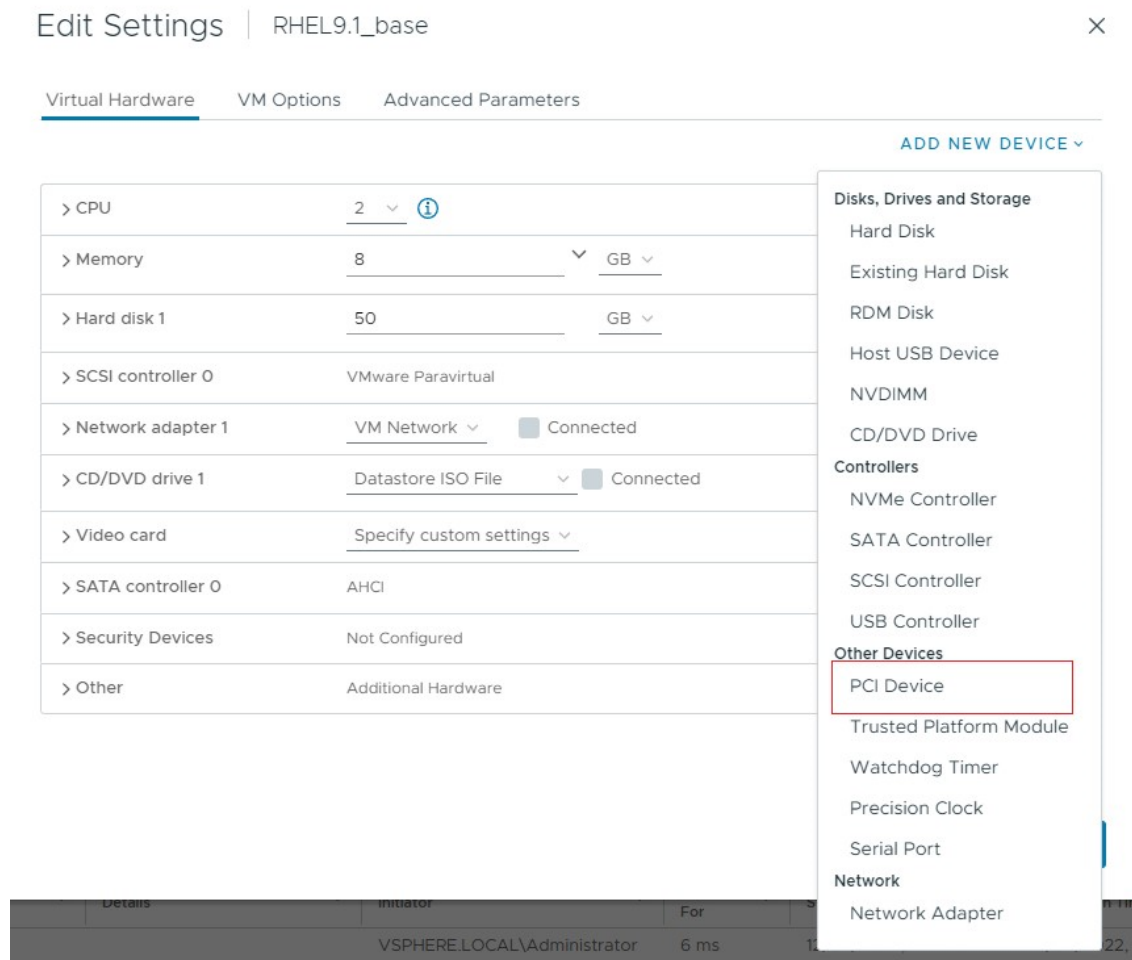 Edit Settings RHEL9.1_base
Virtual Hardware VM Options Advanced Parameters
ADD NEW DEVICE
CPU 2
Memory 8 GB
Hard disk 1 50 GB
SCSI controller 0 VMware Paravirtual
Network adapter 1 VM Network Connected
CD/DVD drive 1 Datastore ISO File Connected
Video card Specify custom settings
SATA controller 0 AHCI
Security Devices Not Configured
Other Additional Hardware
Disks, Drives and Storage
Hard Disk
Existing Hard Disk
RDM Disk
Host USB Device
NVDIMM
CD/DVD Drive
Controllers
NVMe Controller
SATA Controller
SCSI Controller
USB Controller
Other Devices
PCI Device
Trusted Platform Module
Watchdog Timer
Precision Clock
Serial Port
Network
Network Adapter
Details Initiator For
VSPHERE.LOCAL\Administrator 6 ms